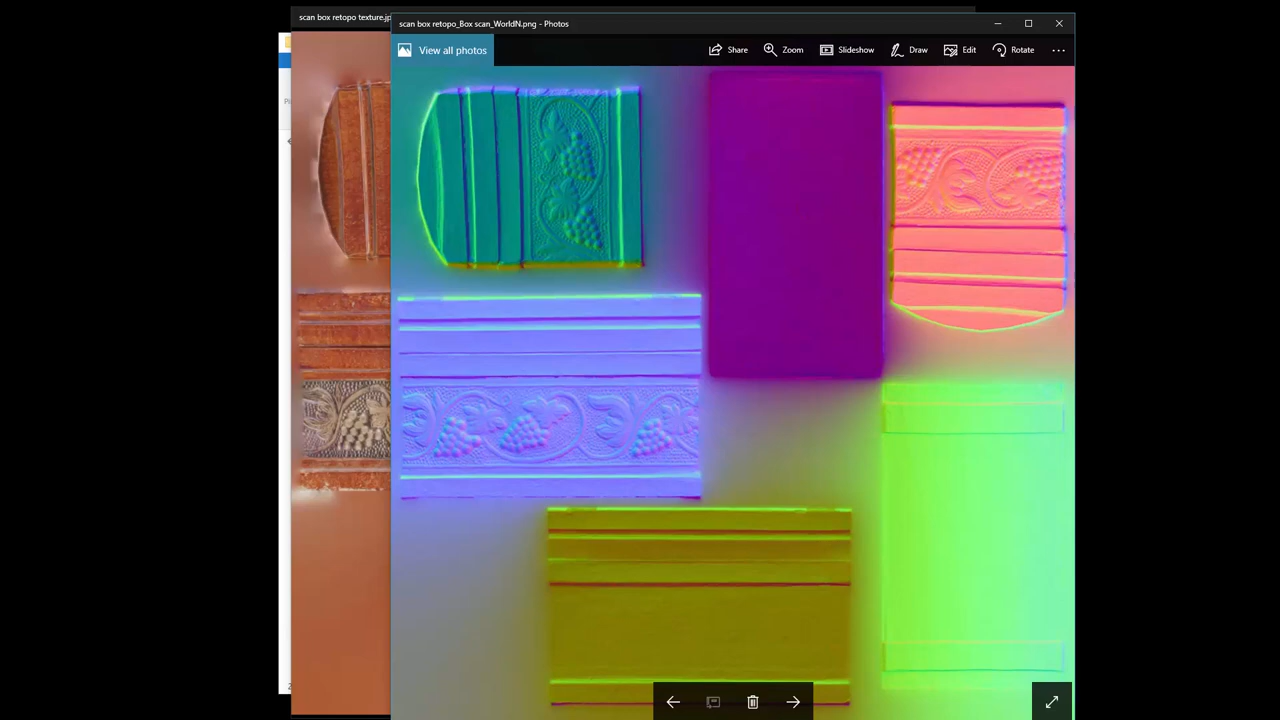 scan box retopo texture.jp
scan box retopo_Box scan_WorldN.png - Photos
View all photos
Share
Zoom
Slideshow
Draw
Edit
Rotate